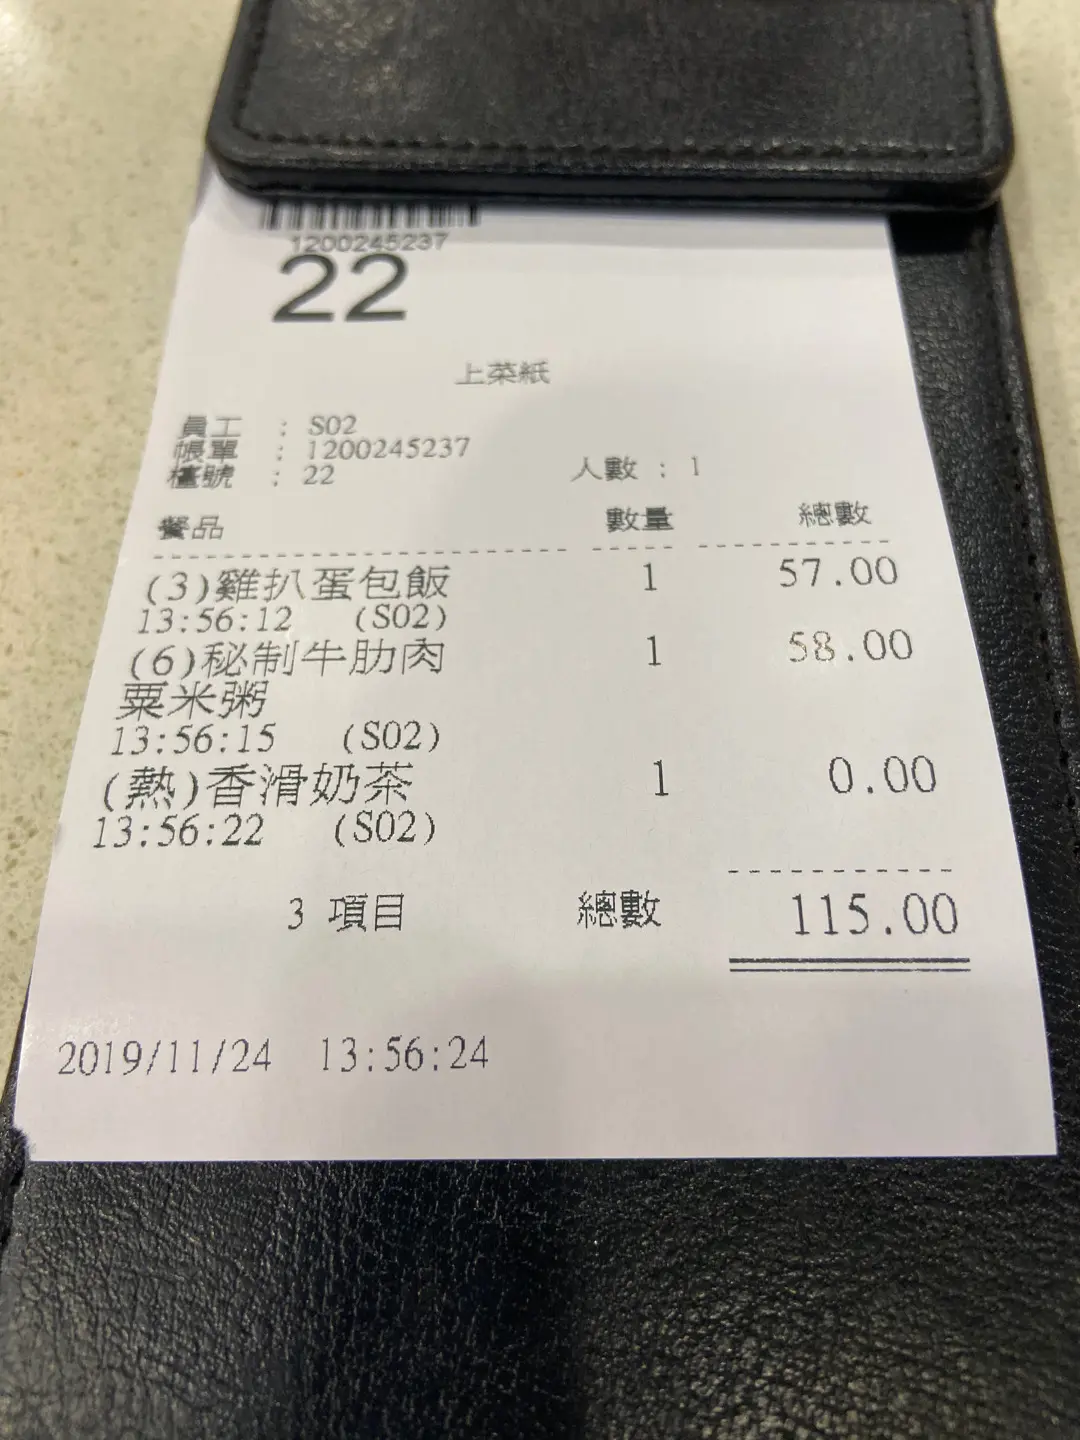 1200245237
22
上菜紙
員工 : S02
帳單 : 1200245237
檯號 : 22 人數 : 1
餐品 數量 總數
(3)雞扒蛋包飯 1 57.00
13:56:12 (S02)
(6)秘制牛肋肉 1 58.00
粟米粥
13:56:15 (S02)
(熱)香滑奶茶 1 0.00
13:56:22 (S02)
3 項目 總數 115.00
2019/11/24 13:56:24